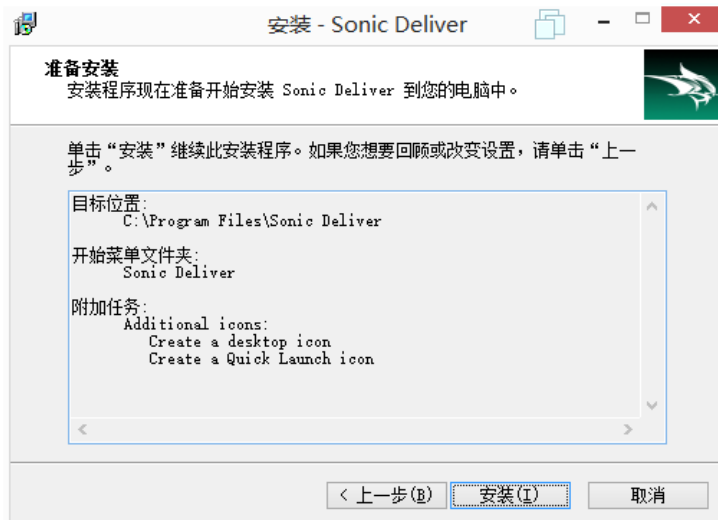 安装 - Sonic Deliver
准备安装
安装程序现在准备开始安装 Sonic Deliver 到您的电脑中。
单击“安装”继续此安装程序。如果您想要回顾或改变设置，请单击“上一
步”。
目标位置:
C:\Program Files\Sonic Deliver
开始菜单文件夹:
Sonic Deliver
附加任务:
Additional icons:
Create a desktop icon
Create a Quick Launch icon
< 上一步(B)
安装(I)
取消